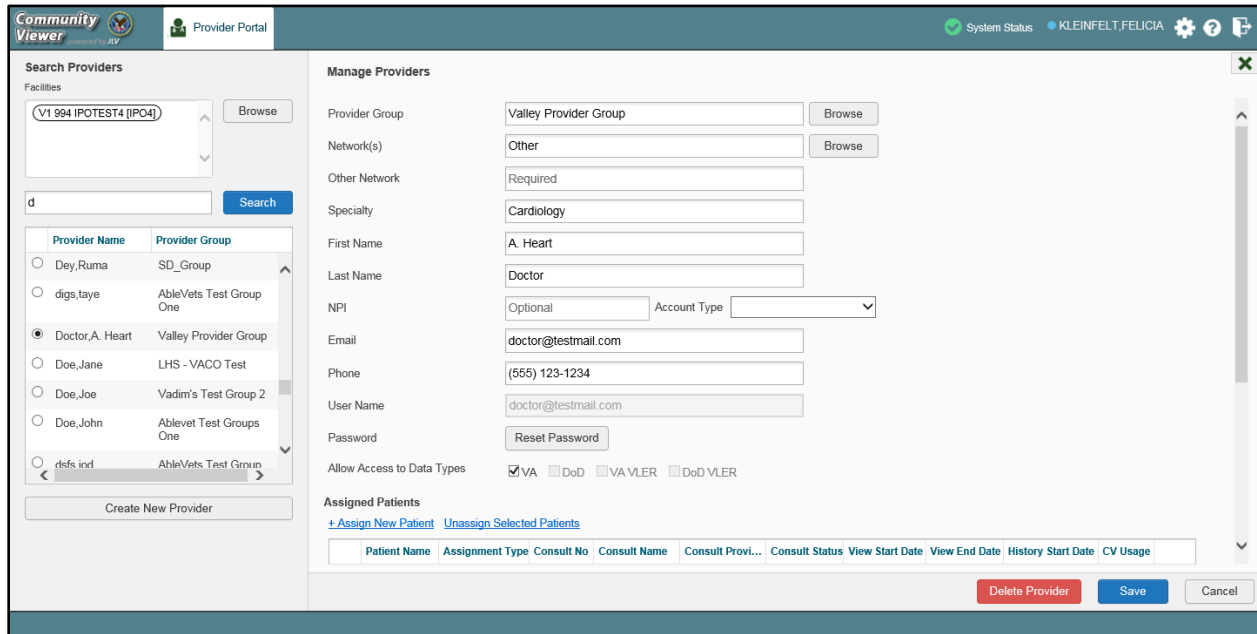 Community Viewer powered by JLV
Provider Portal
System Status
KLEINFELT,FELICIA
Search Providers
Facilities
V1 994 IPOTEST4 [IPO4]
Browse
d
Search
Provider Name Provider Group
Dey,Ruma SD_Group
digs,taye AbleVets Test Group
One
Doctor,A. Heart Valley Provider Group
Doe,Jane LHS - VACO Test
Doe,Joe Vadim's Test Group 2
Doe,John Ablevet Test Groups
One
dsfs iod AbleVets Test Group
Create New Provider
Manage Providers
Provider Group Valley Provider Group Browse
Network(s) Other Browse
Other Network Required
Specialty Cardiology
First Name A. Heart
Last Name Doctor
NPI Optional Account Type
Email doctor@testmail.com
Phone (555) 123-1234
User Name doctor@testmail.com
Password Reset Password
Allow Access to Data Types VA DoD VA VLER DoD VLER
Assigned Patients
+ Assign New Patient Unassign Selected Patients
Patient Name Assignment Type Consult No Consult Name Consult Provi... Consult Status View Start Date View End Date History Start Date CV Usage
Delete Provider Save Cancel